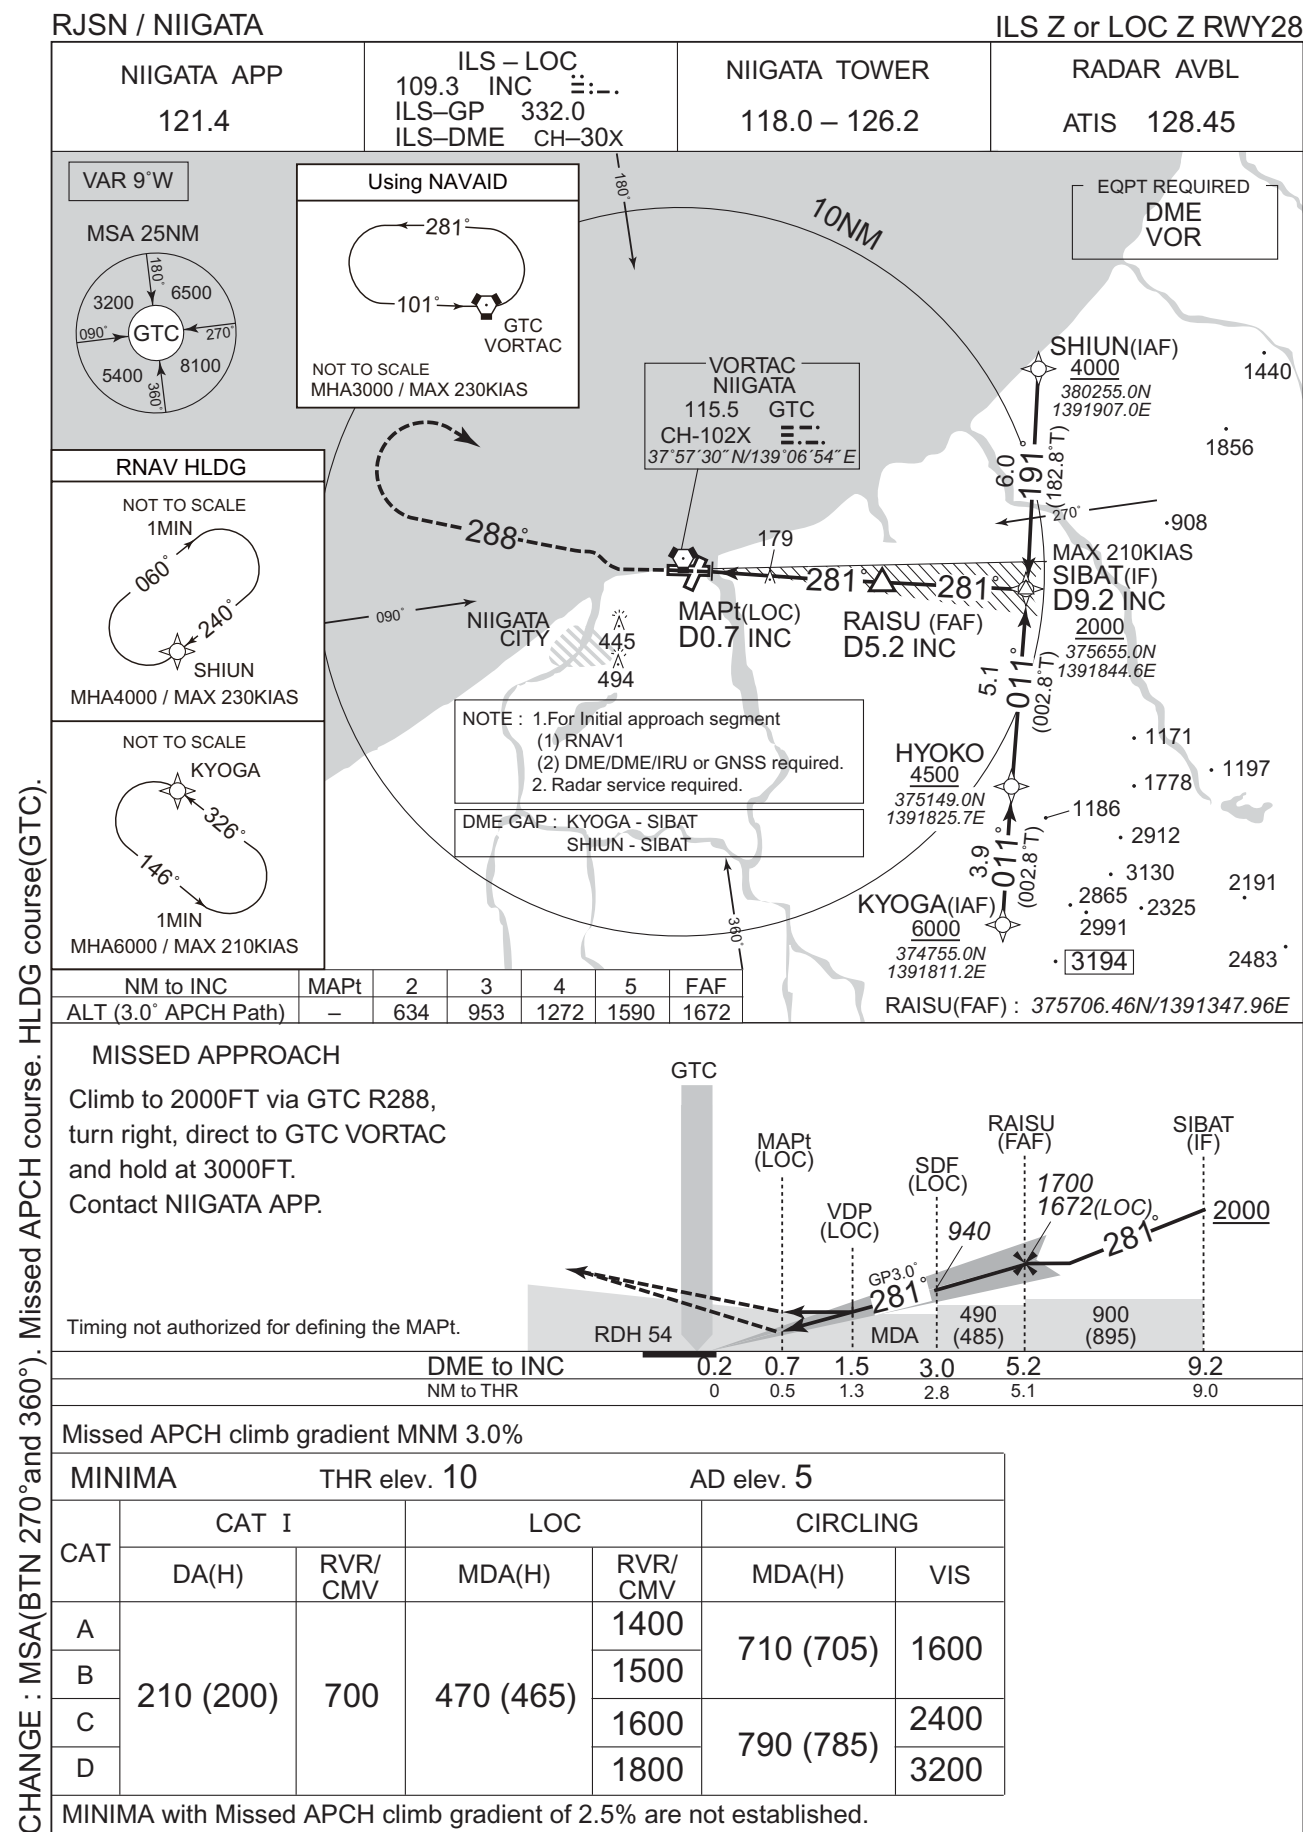 RJSN / NIIGATA
ILS Z or LOC Z RWY28
NIIGATA APP
121.4
ILS – LOC
109.3 INC
ILS–GP 332.0
ILS–DME CH–30X
NIIGATA TOWER
118.0 – 126.2
RADAR AVBL
ATIS 128.45
VAR 9°W
MSA 25NM
180°
3200
6500
090°
GTC
270°
5400
8100
360°
Using NAVAID
281°
101°
GTC
VORTAC
NOT TO SCALE
MHA3000 / MAX 230KIAS
180°
10NM
EQPT REQUIRED
DME
VOR
VORTAC
NIIGATA
115.5 GTC
CH-102X
37°57′30″N/139°06′54″E
SHIUN(IAF)
4000
380255.0N
1391907.0E
1440
1856
6.0
191°
(182.8°T)
270°
908
RNAV HLDG
NOT TO SCALE
1MIN
060°
240°
SHIUN
MHA4000 / MAX 230KIAS
288°
179
281°
281°
MAX 210KIAS
SIBAT(IF)
D9.2 INC
2000
375655.0N
1391844.6E
090°
NIIGATA
CITY
445
494
MAPt(LOC)
D0.7 INC
RAISU (FAF)
D5.2 INC
5.1
011°
(002.8°T)
NOTE : 1.For Initial approach segment
(1) RNAV1
(2) DME/DME/IRU or GNSS required.
2. Radar service required.
DME GAP : KYOGA - SIBAT
SHIUN - SIBAT
NOT TO SCALE
KYOGA
326°
146°
1MIN
MHA6000 / MAX 210KIAS
HYOKO
4500
375149.0N
1391825.7E
1171
1778
1197
1186
2912
3130
2865
2325
2991
2191
3194
2483
3.9
011°
(002.8°T)
KYOGA(IAF)
6000
374755.0N
1391811.2E
360°
RAISU(FAF) : 375706.46N/1391347.96E
NM to INC MAPt 2 3 4 5 FAF
ALT (3.0° APCH Path) – 634 953 1272 1590 1672
MISSED APPROACH
Climb to 2000FT via GTC R288,
turn right, direct to GTC VORTAC
and hold at 3000FT.
Contact NIIGATA APP.
Timing not authorized for defining the MAPt.
GTC
MAPt
(LOC)
VDP
(LOC)
SDF
(LOC)
RAISU
(FAF)
SIBAT
(IF)
1700
1672(LOC)
940
2000
281°
GP3.0°
281°
RDH 54
MDA
490
(485)
900
(895)
DME to INC 0.2 0.7 1.5 3.0 5.2 9.2
NM to THR 0 0.5 1.3 2.8 5.1 9.0
Missed APCH climb gradient MNM 3.0%
MINIMA THR elev. 10 AD elev. 5
CAT
CAT I
LOC
CIRCLING
DA(H)
RVR/
CMV
MDA(H)
RVR/
CMV
MDA(H)
VIS
A
B
C
D
210 (200)
700
470 (465)
1400
1500
1600
1800
710 (705)
790 (785)
1600
2400
3200
MINIMA with Missed APCH climb gradient of 2.5% are not established.
CHANGE : MSA(BTN 270°and 360°). Missed APCH course. HLDG course(GTC).